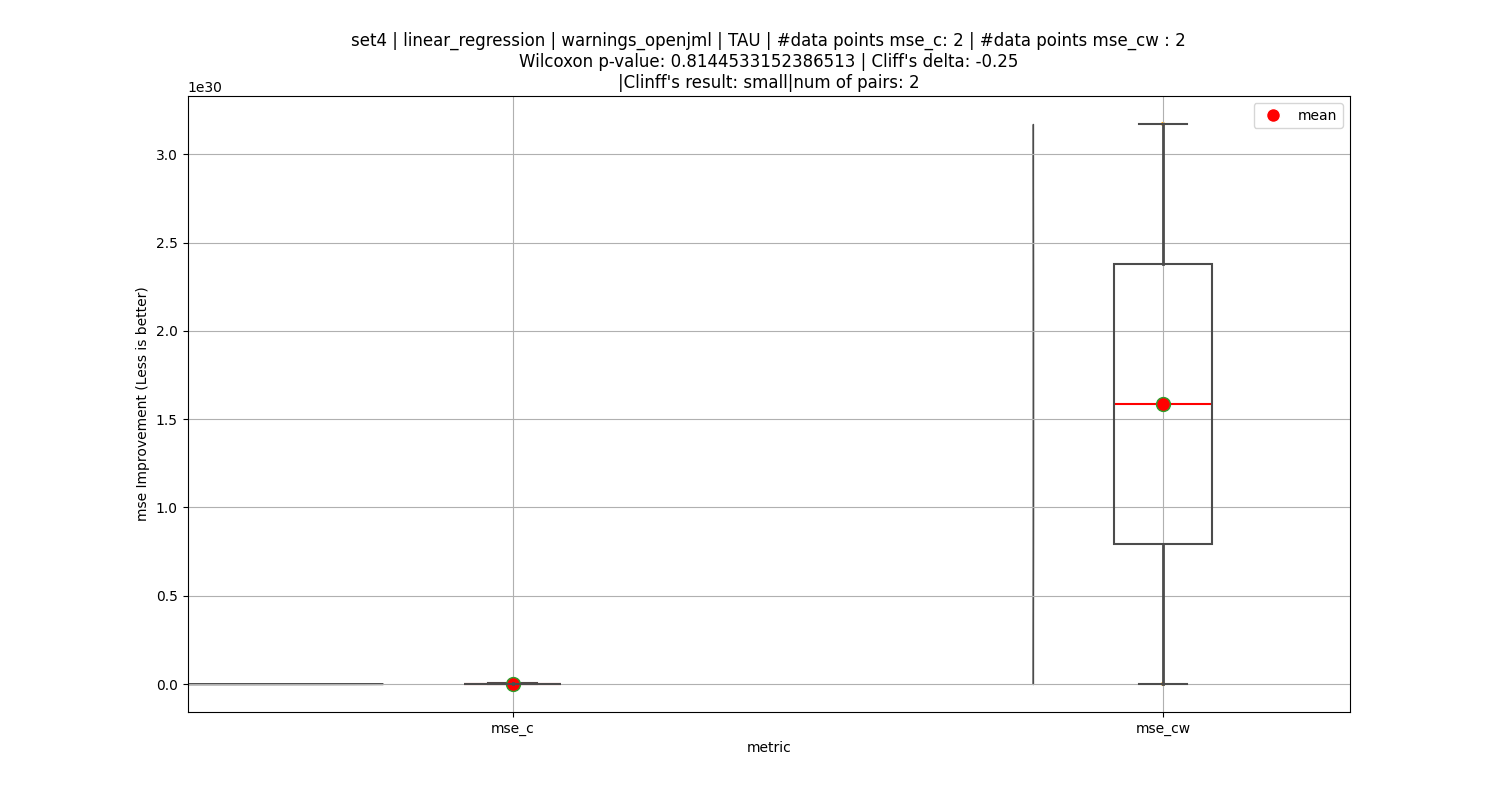 set4 | linear_regression | warnings_openjml | TAU | #data points mse_c: 2 | #data points mse_cw : 2
Wilcoxon p-value: 0.8144533152386513 | Cliff's delta: -0.25
|Clinff's result: small|num of pairs: 2
1e30
mean
3.0
2.5
2.0
1.5
1.0
0.5
0.0
mse Improvement (Less is better)
mse_c
mse_cw
metric